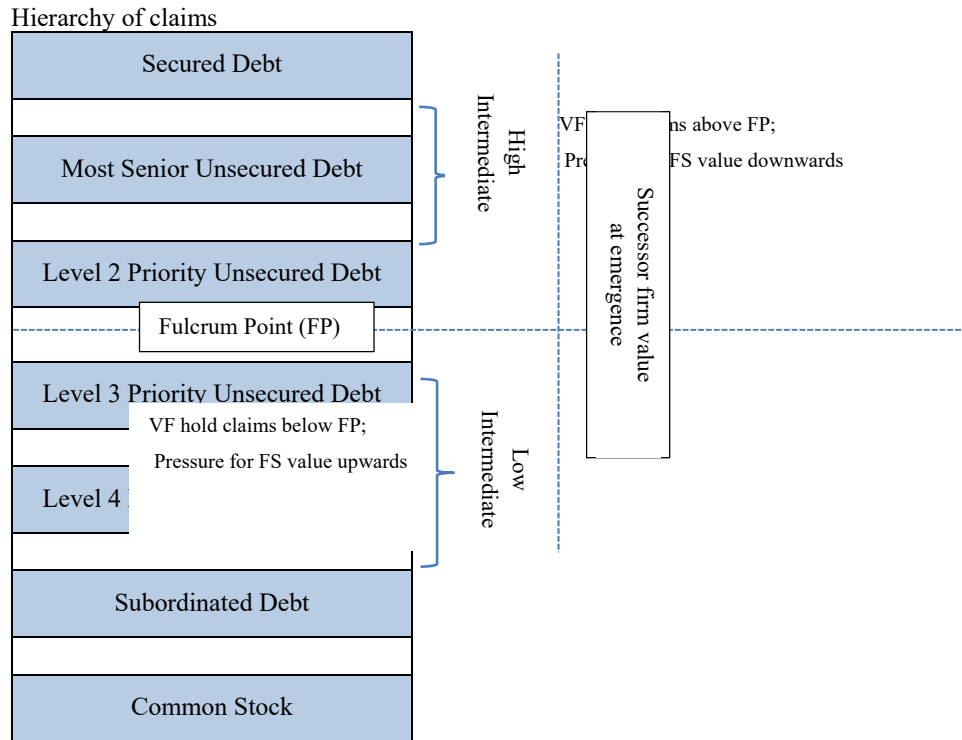 Hierarchy of claims
Secured Debt
High
Intermediate
VF ms above FP;
FS value downwards
Most Senior Unsecured Debt
Successor firm value
at emergence
Level 2 Priority Unsecured Debt
Fulcrum Point (FP)
Level 3 Priority Unsecured Debt
VF hold claims below FP;
Pressure for FS value upwards
Low
Intermediate
Level 4
Subordinated Debt
Common Stock